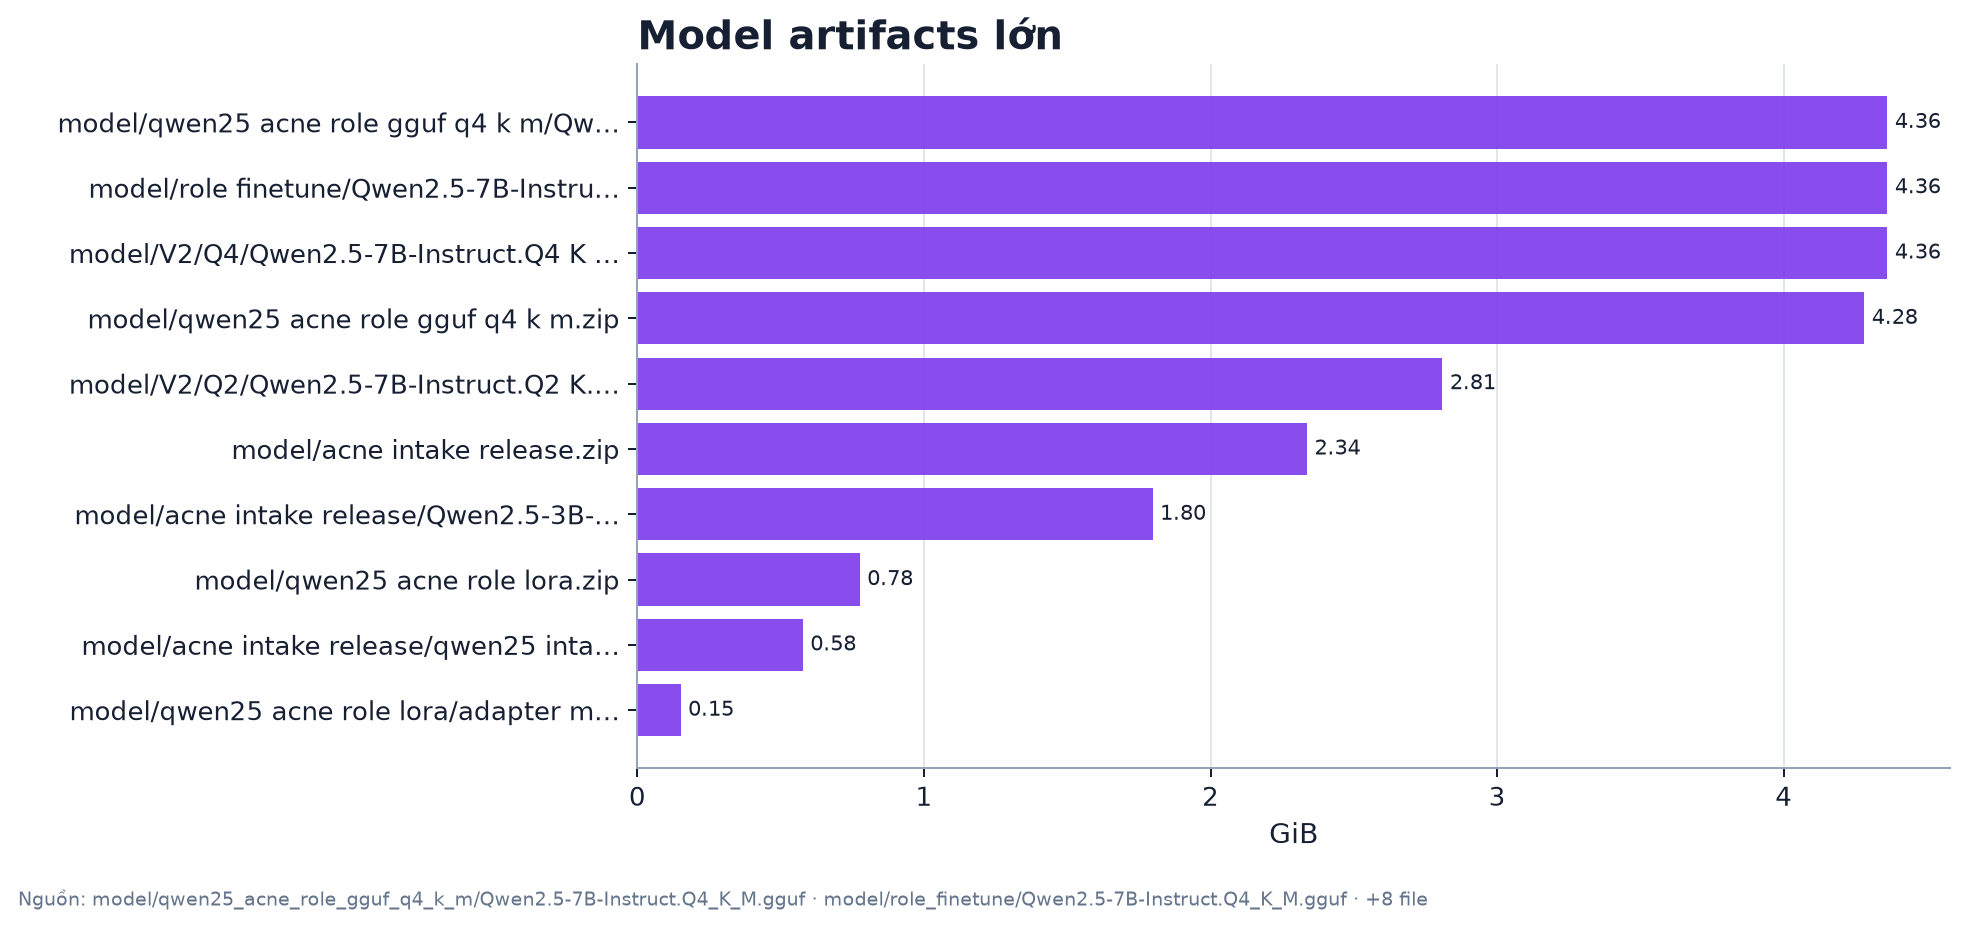 Model artifacts lớn
model/qwen25 acne role gguf q4 k m/Qw… 4.36
model/role finetune/Qwen2.5-7B-Instru… 4.36
model/V2/Q4/Qwen2.5-7B-Instruct.Q4 K … 4.36
model/qwen25 acne role gguf q4 k m.zip 4.28
model/V2/Q2/Qwen2.5-7B-Instruct.Q2 K.… 2.81
model/acne intake release.zip 2.34
model/acne intake release/Qwen2.5-3B-… 1.80
model/qwen25 acne role lora.zip 0.78
model/acne intake release/qwen25 inta… 0.58
model/qwen25 acne role lora/adapter m… 0.15
0 1 2 3 4
GiB
Nguồn: model/qwen25_acne_role_gguf_q4_k_m/Qwen2.5-7B-Instruct.Q4_K_M.gguf · model/role_finetune/Qwen2.5-7B-Instruct.Q4_K_M.gguf · +8 file